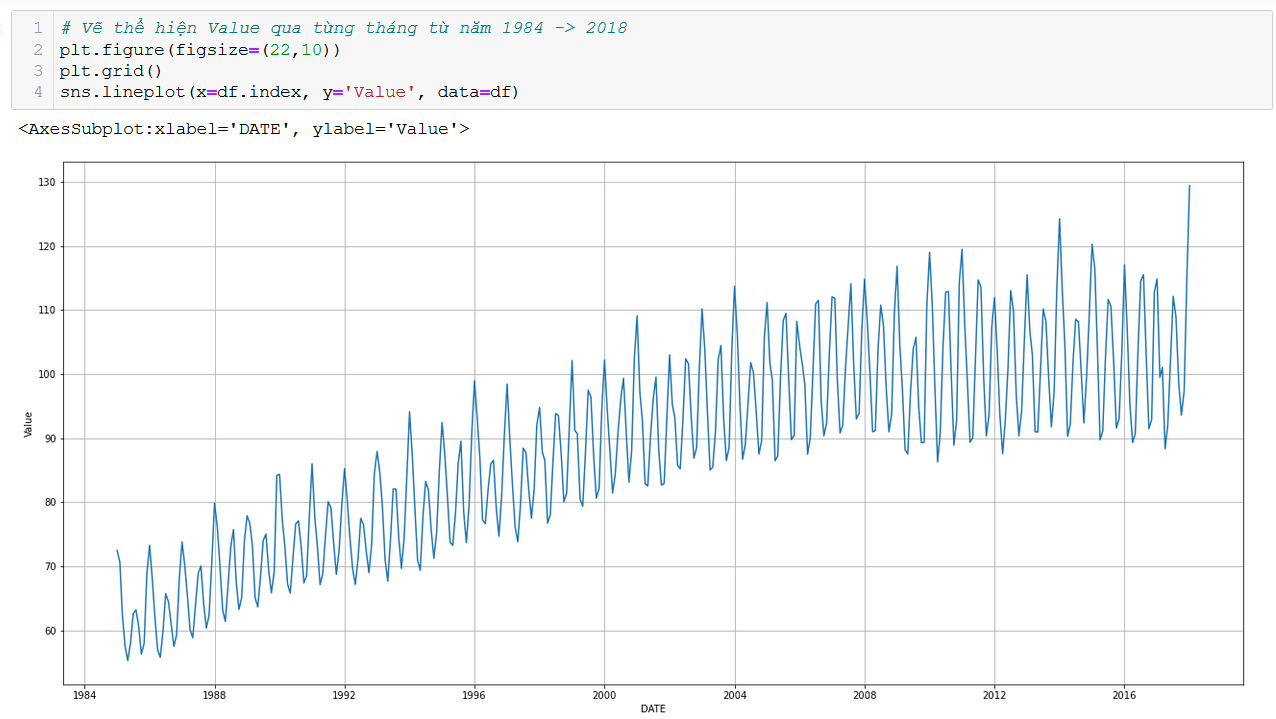 1 # Vẽ thể hiện Value qua từng tháng từ năm 1984 -> 2018
2 plt.figure(figsize=(22,10))
3 plt.grid()
4 sns.lineplot(x=df.index, y='Value', data=df)
<AxesSubplot:xlabel='DATE', ylabel='Value'>
130
120
110
100
90
80
70
60
Value
1984 1988 1992 1996 2000 2004 2008 2012 2016
DATE